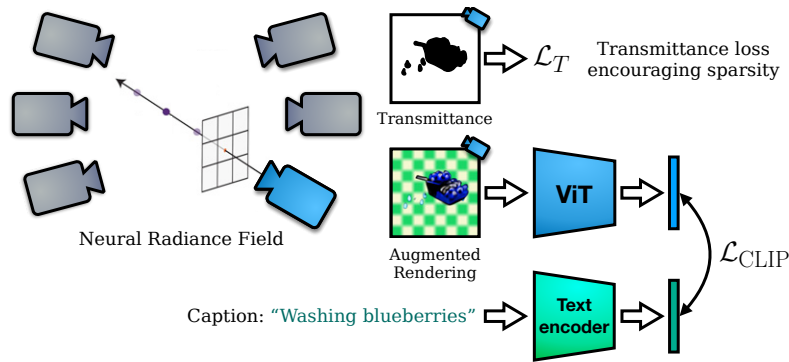 Neural Radiance Field
Transmittance
ℒ_T
Transmittance loss
encouraging sparsity
Augmented
Rendering
ViT
ℒ_CLIP
Caption: “Washing blueberries”
Text
encoder